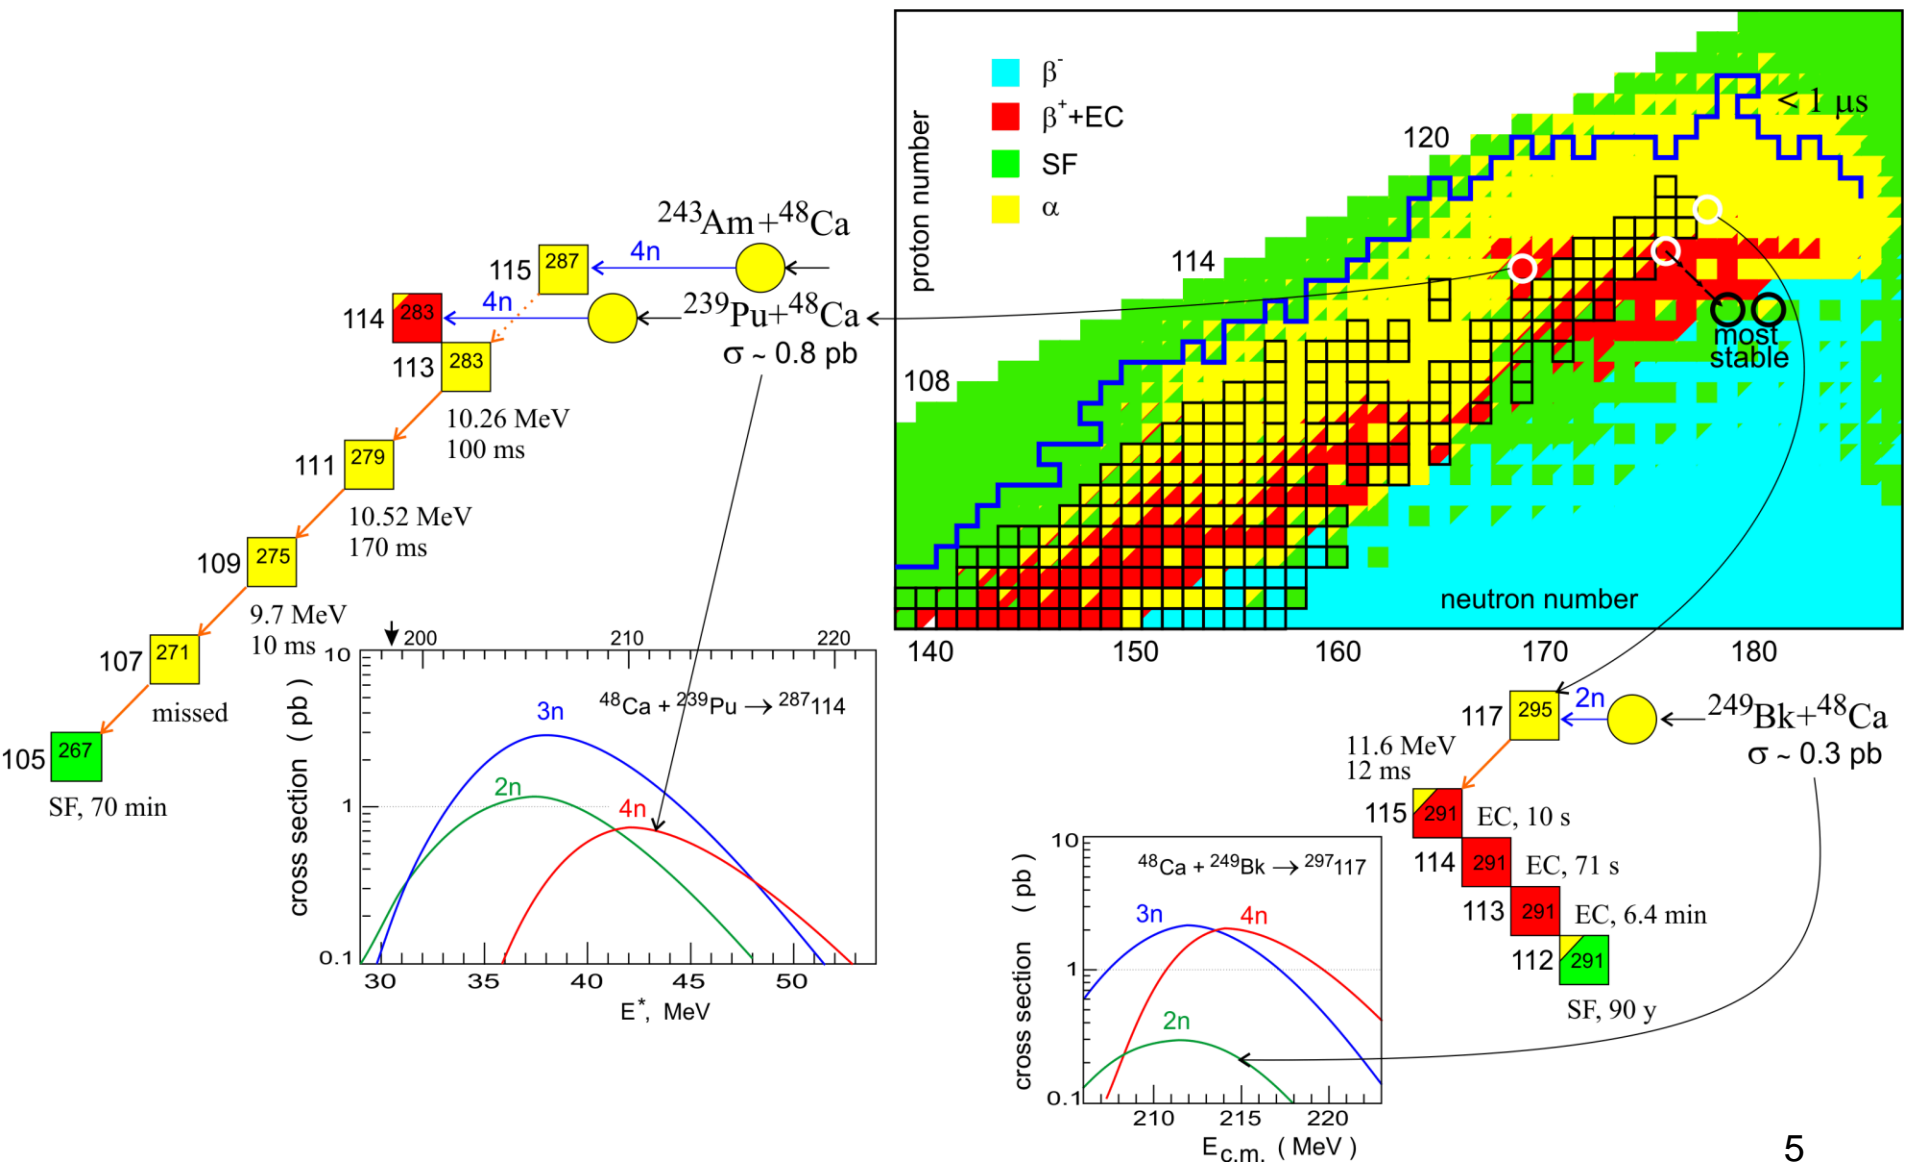 β⁻
β⁺+EC
SF
α
proton number
neutron number
< 1 µs
120
114
108
most
stable
140 150 160 170 180
²⁴³Am+⁴⁸Ca
4n
115 287
²³⁹Pu+⁴⁸Ca
σ ~ 0.8 pb
4n
114 283
113 283
10.26 MeV
100 ms
111 279
10.52 MeV
170 ms
109 275
9.7 MeV
10 ms
107 271
missed
105 267
SF, 70 min
200 210 220
10
1
0.1
cross section ( pb )
⁴⁸Ca + ²³⁹Pu → ²⁸⁷114
3n
2n
4n
30 35 40 45 50
E*, MeV
²⁴⁹Bk+⁴⁸Ca
σ ~ 0.3 pb
2n
117 295
11.6 MeV
12 ms
115 291 EC, 10 s
114 291 EC, 71 s
113 291 EC, 6.4 min
112 291
SF, 90 y
10
1
0.1
cross section ( pb )
⁴⁸Ca + ²⁴⁹Bk → ²⁹⁷117
3n
4n
2n
210 215 220
E_c.m. ( MeV )
5